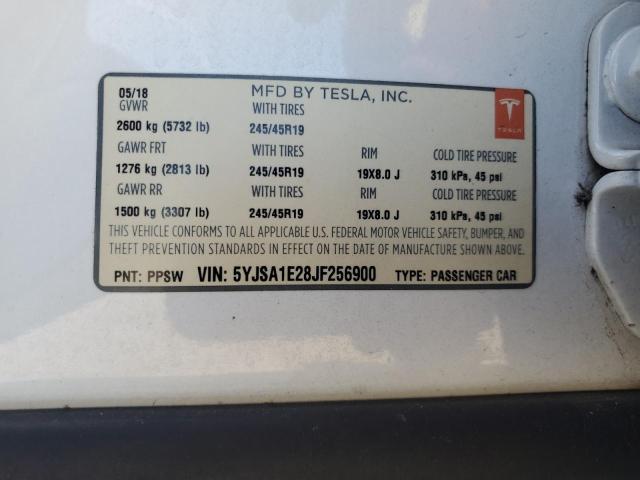 05/18 MFD BY TESLA, INC.
GVWR WITH TIRES
2600 kg (5732 lb) 245/45R19
GAWR FRT WITH TIRES RIM COLD TIRE PRESSURE
1276 kg (2813 lb) 245/45R19 19X8.0 J 310 kPa, 45 psi
GAWR RR WITH TIRES RIM COLD TIRE PRESSURE
1500 kg (3307 lb) 245/45R19 19X8.0 J 310 kPa, 45 psi
THIS VEHICLE CONFORMS TO ALL APPLICABLE U.S. FEDERAL MOTOR VEHICLE SAFETY, BUMPER, AND
THEFT PREVENTION STANDARDS IN EFFECT ON THE DATE OF MANUFACTURE SHOWN ABOVE.
PNT: PPSW VIN: 5YJSA1E28JF256900 TYPE: PASSENGER CAR
TESLA